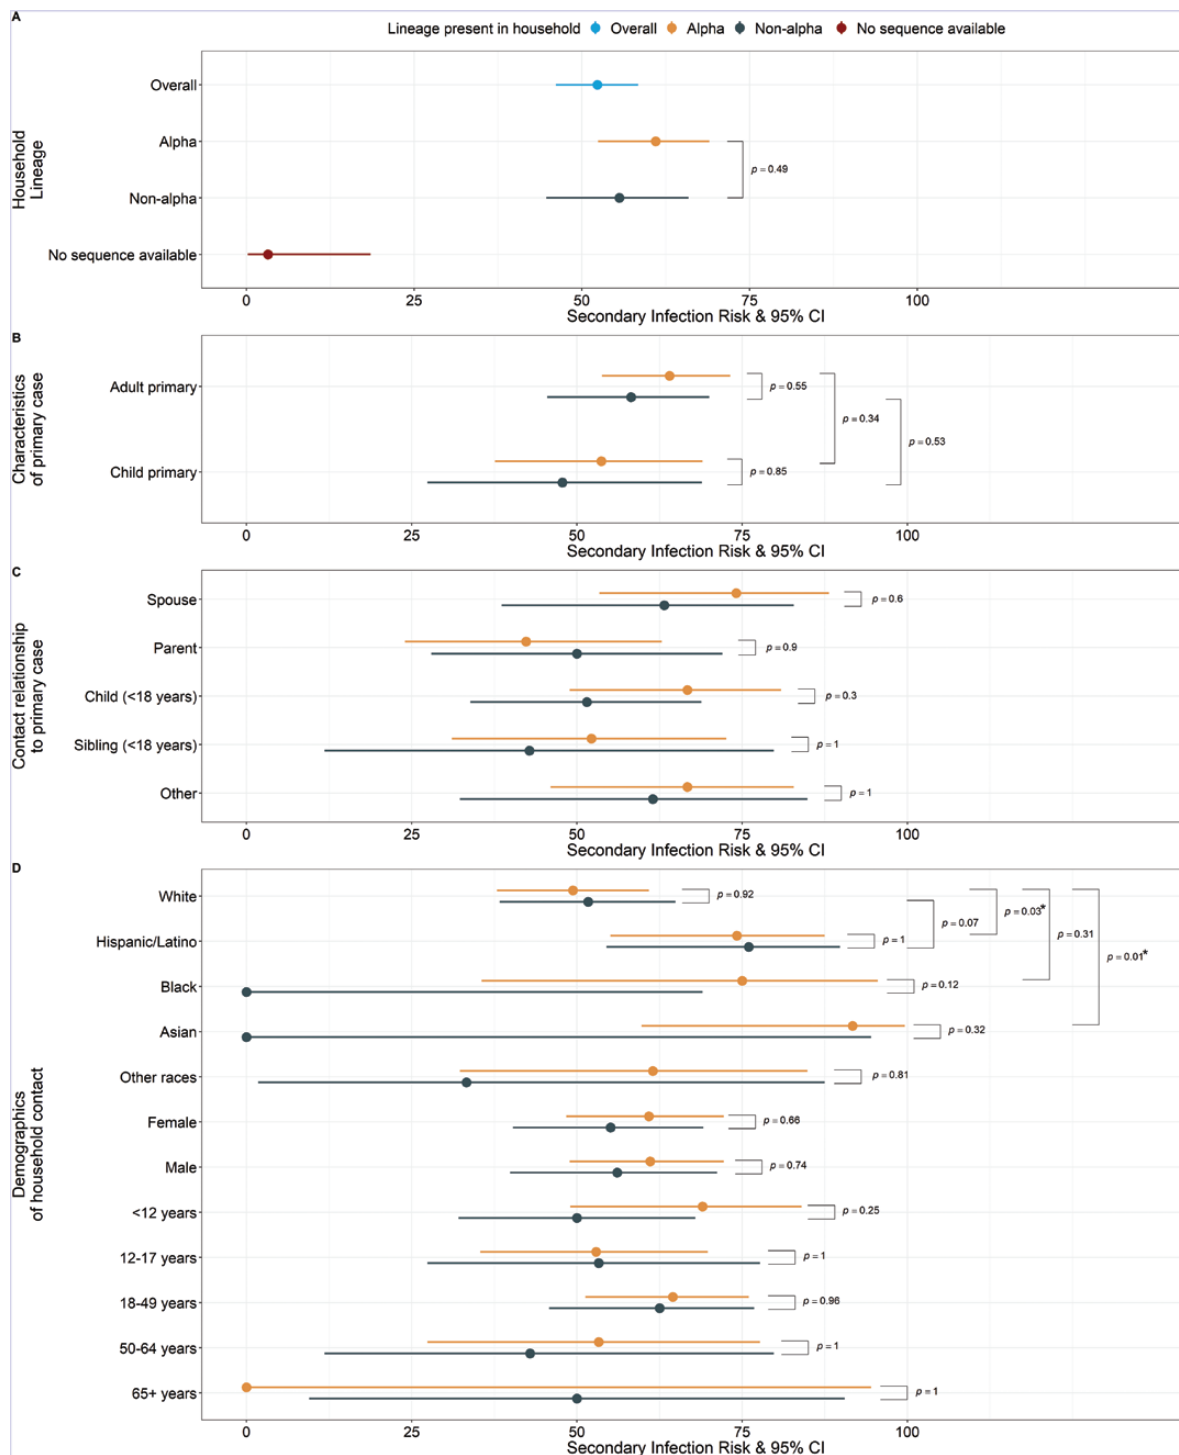 A
Lineage present in household Overall Alpha Non-alpha No sequence available
Household
Lineage
Overall
Alpha
p = 0.49
Non-alpha
No sequence available
0 25 50 75 100
Secondary Infection Risk & 95% CI
B
Characteristics
of primary case
Adult primary
p = 0.55
p = 0.34
p = 0.53
Child primary
p = 0.85
0 25 50 75 100
Secondary Infection Risk & 95% CI
C
Contact relationship
to primary case
Spouse
p = 0.6
Parent
p = 0.9
Child (<18 years)
p = 0.3
Sibling (<18 years)
p = 1
Other
p = 1
0 25 50 75 100
Secondary Infection Risk & 95% CI
D
Demographics
of household contact
White
p = 0.92
p = 0.07
p = 0.03*
p = 0.31
p = 0.01*
Hispanic/Latino
p = 1
Black
p = 0.12
Asian
p = 0.32
Other races
p = 0.81
Female
p = 0.66
Male
p = 0.74
<12 years
p = 0.25
12-17 years
p = 1
18-49 years
p = 0.96
50-64 years
p = 1
65+ years
p = 1
0 25 50 75 100
Secondary Infection Risk & 95% CI